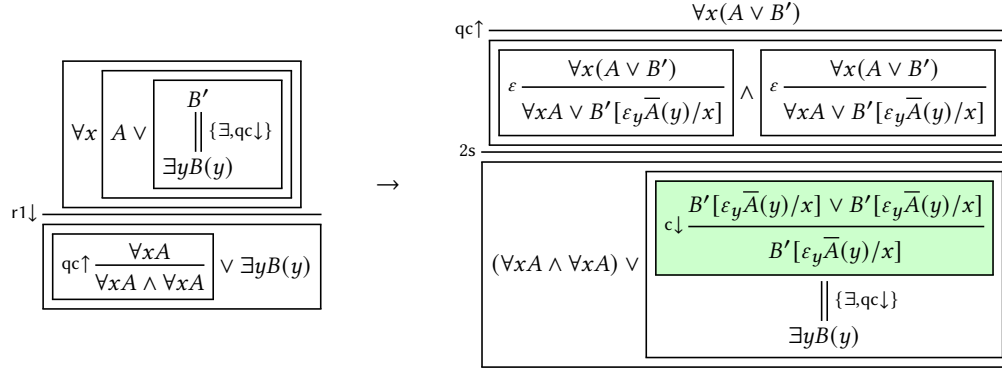 ∀x A ∨ B′ {∃,qc↓} ∃yB(y)
r1↓
qc↑ ∀xA / ∀xA ∧ ∀xA ∨ ∃yB(y)
→
∀x(A ∨ B′)
qc↑
ε ∀x(A ∨ B′) / ∀xA ∨ B′[ε_y A̅(y)/x] ∧ ε ∀x(A ∨ B′) / ∀xA ∨ B′[ε_y A̅(y)/x]
2s
(∀xA ∧ ∀xA) ∨
c↓ B′[ε_y A̅(y)/x] ∨ B′[ε_y A̅(y)/x]
B′[ε_y A̅(y)/x]
{∃,qc↓}
∃yB(y)